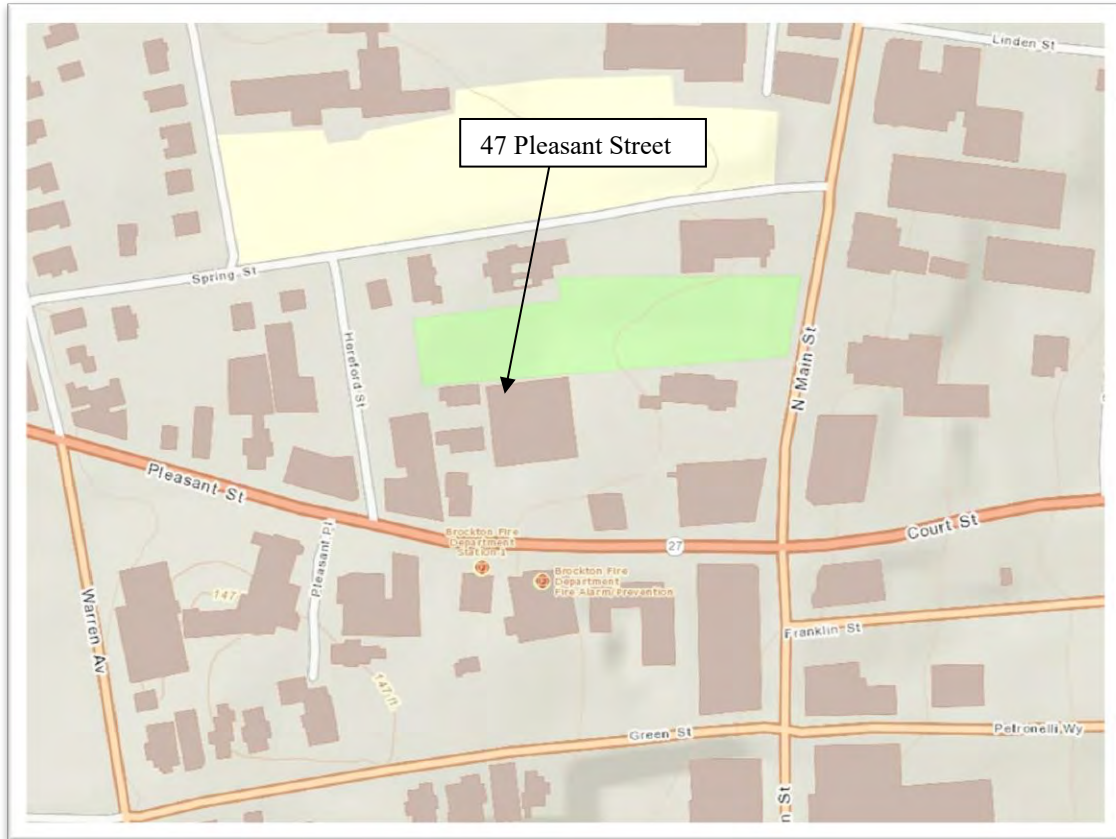 Linden St
47 Pleasant Street
Spring St
Hereford St
N Main St
Pleasant St
Brockton Fire
Department
Station 1
27
Court St
Brockton Fire
Department
Fire Alarm/Prevention
Pleasant Pl
147 ft
Warren Av
Franklin St
147 ft
Green St
Petronelli Wy
n St